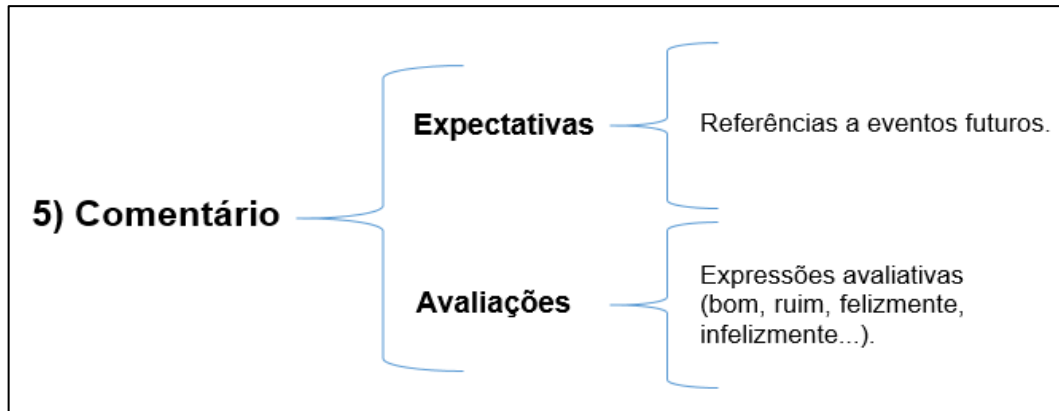 5) Comentário
Expectativas
Referências a eventos futuros.
Avaliações
Expressões avaliativas
(bom, ruim, felizmente,
infelizmente...).